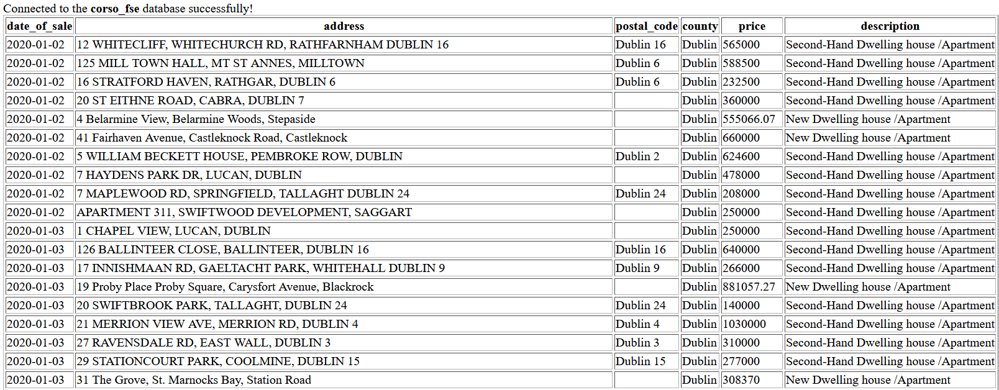 Connected to the corso_fse database successfully!
date_of_sale address postal_code county price description
2020-01-02 12 WHITECLIFF, WHITECHURCH RD, RATHFARNHAM DUBLIN 16 Dublin 16 Dublin 565000 Second-Hand Dwelling house /Apartment
2020-01-02 125 MILL TOWN HALL, MT ST ANNES, MILLTOWN Dublin 6 Dublin 588500 Second-Hand Dwelling house /Apartment
2020-01-02 16 STRATFORD HAVEN, RATHGAR, DUBLIN 6 Dublin 6 Dublin 232500 Second-Hand Dwelling house /Apartment
2020-01-02 20 ST EITHNE ROAD, CABRA, DUBLIN 7 Dublin 360000 Second-Hand Dwelling house /Apartment
2020-01-02 4 Belarmine View, Belarmine Woods, Stepaside Dublin 555066.07 New Dwelling house /Apartment
2020-01-02 41 Fairhaven Avenue, Castleknock Road, Castleknock Dublin 660000 New Dwelling house /Apartment
2020-01-02 5 WILLIAM BECKETT HOUSE, PEMBROKE ROW, DUBLIN Dublin 2 Dublin 624600 Second-Hand Dwelling house /Apartment
2020-01-02 7 HAYDENS PARK DR, LUCAN, DUBLIN Dublin 478000 Second-Hand Dwelling house /Apartment
2020-01-02 7 MAPLEWOOD RD, SPRINGFIELD, TALLAGHT DUBLIN 24 Dublin 24 Dublin 208000 Second-Hand Dwelling house /Apartment
2020-01-02 APARTMENT 311, SWIFTWOOD DEVELOPMENT, SAGGART Dublin 250000 Second-Hand Dwelling house /Apartment
2020-01-03 1 CHAPEL VIEW, LUCAN, DUBLIN Dublin 250000 Second-Hand Dwelling house /Apartment
2020-01-03 126 BALLINTEER CLOSE, BALLINTEER, DUBLIN 16 Dublin 16 Dublin 640000 Second-Hand Dwelling house /Apartment
2020-01-03 17 INNISHMAAN RD, GAELTACHT PARK, WHITEHALL DUBLIN 9 Dublin 9 Dublin 266000 Second-Hand Dwelling house /Apartment
2020-01-03 19 Proby Place Proby Square, Carysfort Avenue, Blackrock Dublin 881057.27 New Dwelling house /Apartment
2020-01-03 20 SWIFTBROOK PARK, TALLAGHT, DUBLIN 24 Dublin 24 Dublin 140000 Second-Hand Dwelling house /Apartment
2020-01-03 21 MERRION VIEW AVE, MERRION RD, DUBLIN 4 Dublin 4 Dublin 1030000 Second-Hand Dwelling house /Apartment
2020-01-03 27 RAVENSDALE RD, EAST WALL, DUBLIN 3 Dublin 3 Dublin 310000 Second-Hand Dwelling house /Apartment
2020-01-03 29 STATIONCOURT PARK, COOLMINE, DUBLIN 15 Dublin 15 Dublin 277000 Second-Hand Dwelling house /Apartment
2020-01-03 31 The Grove, St. Marnocks Bay, Station Road Dublin 308370 New Dwelling house /Apartment